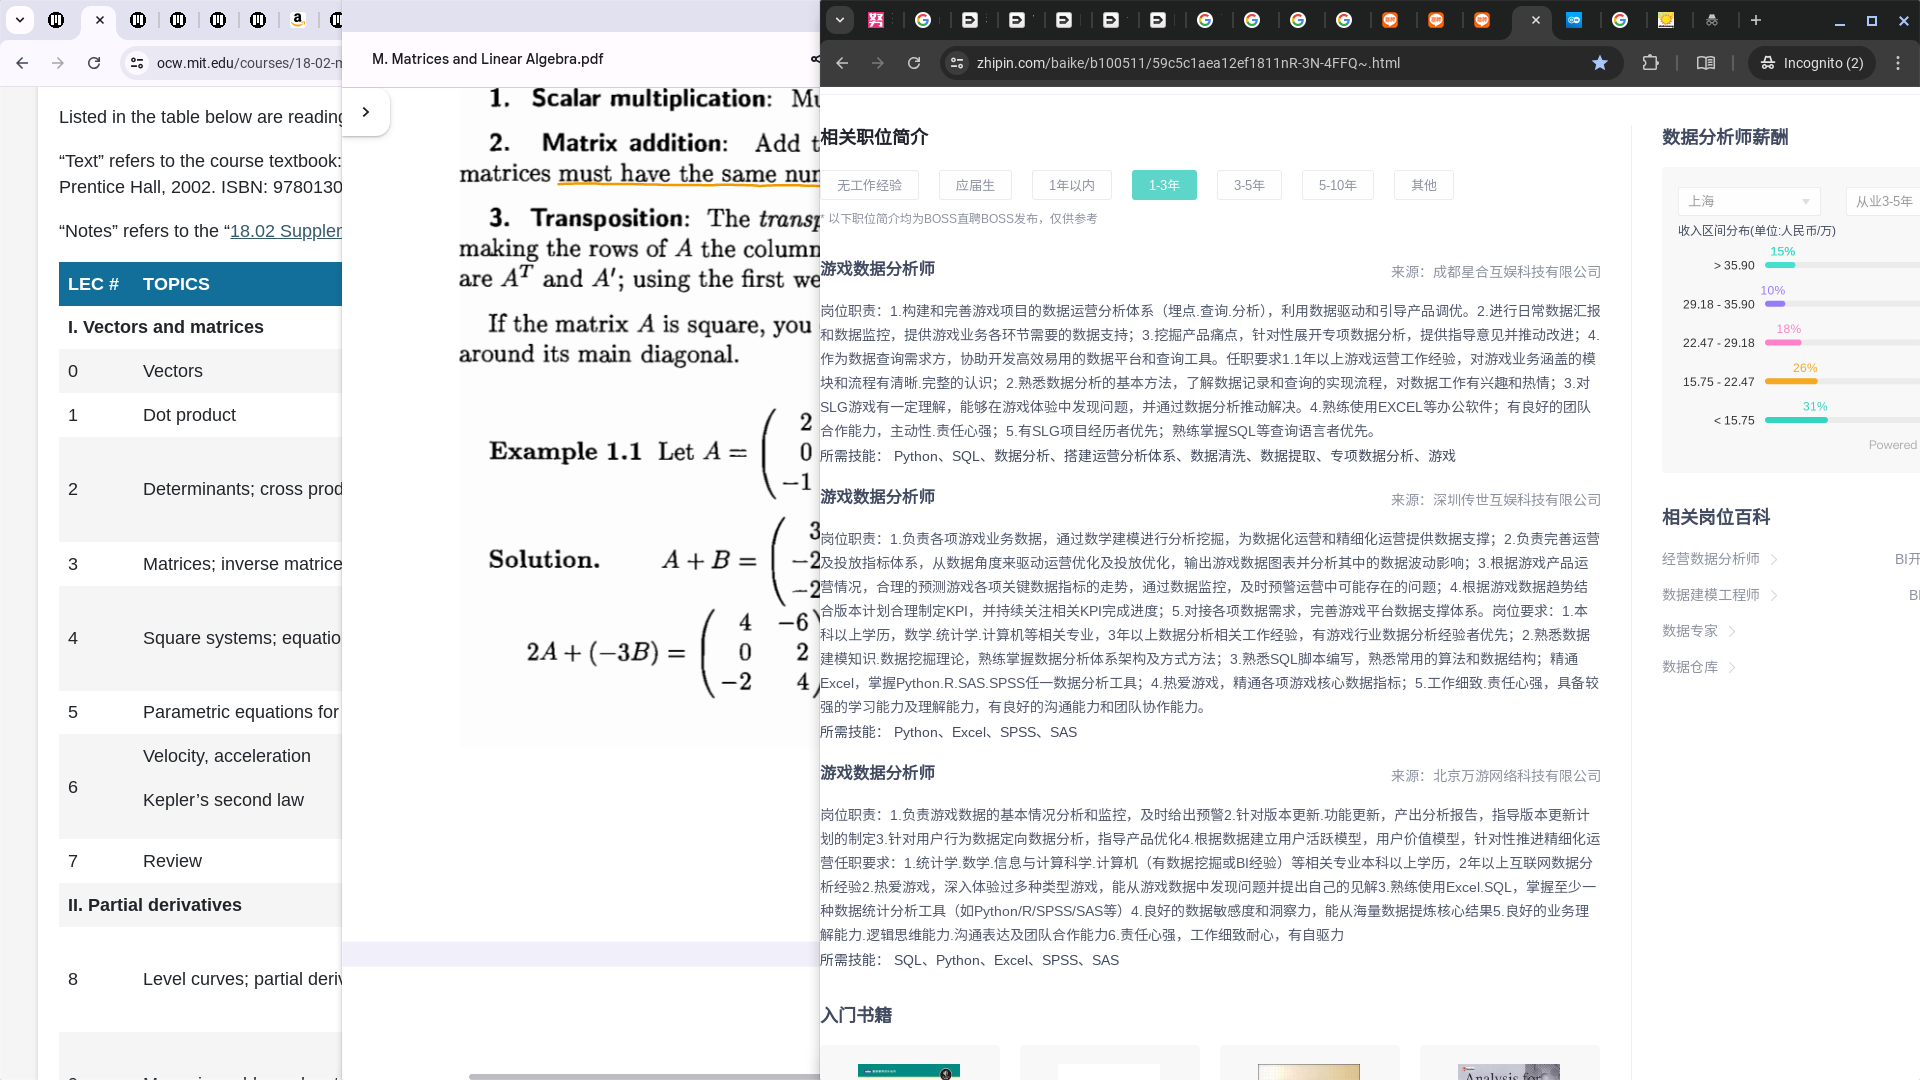 ocw.mit.edu/courses/18-02-m
Listed in the table below are reading
“Text” refers to the course textbook:
Prentice Hall, 2002. ISBN: 9780130
“Notes” refers to the “18.02 Supplem
LEC # TOPICS
I. Vectors and matrices
0 Vectors
1 Dot product
2 Determinants; cross prod
3 Matrices; inverse matrice
4 Square systems; equatio
5 Parametric equations for
6 Velocity, acceleration
Kepler’s second law
7 Review
II. Partial derivatives
8 Level curves; partial deriv
M. Matrices and Linear Algebra.pdf
1. Scalar multiplication: Mu
2. Matrix addition: Add t
matrices must have the same num
3. Transposition: The transp
making the rows of A the column
are Aᵀ and A′; using the first we
If the matrix A is square, you
around its main diagonal.
Example 1.1 Let A = ( 2
0
−1
Solution. A + B = ( 3
−2
−2
2A + (−3B) = ( 4 −6
0 2
−2 4 )
zhipin.com/baike/b100511/59c5c1aea12ef1811nR-3N-4FFQ~.html
Incognito (2)
相关职位简介
无工作经验 应届生 1年以内 1-3年 3-5年 5-10年 其他
* 以下职位简介均为BOSS直聘BOSS发布，仅供参考
游戏数据分析师 来源：成都星合互娱科技有限公司
岗位职责：1.构建和完善游戏项目的数据运营分析体系（埋点.查询.分析），利用数据驱动和引导产品调优。2.进行日常数据汇报
和数据监控，提供游戏业务各环节需要的数据支持；3.挖掘产品痛点，针对性展开专项数据分析，提供指导意见并推动改进；4.
作为数据查询需求方，协助开发高效易用的数据平台和查询工具。任职要求1.1年以上游戏运营工作经验，对游戏业务涵盖的模
块和流程有清晰.完整的认识；2.熟悉数据分析的基本方法，了解数据记录和查询的实现流程，对数据工作有兴趣和热情；3.对
SLG游戏有一定理解，能够在游戏体验中发现问题，并通过数据分析推动解决。4.熟练使用EXCEL等办公软件；有良好的团队
合作能力，主动性.责任心强；5.有SLG项目经历者优先；熟练掌握SQL等查询语言者优先。
所需技能： Python、SQL、数据分析、搭建运营分析体系、数据清洗、数据提取、专项数据分析、游戏
游戏数据分析师 来源：深圳传世互娱科技有限公司
岗位职责：1.负责各项游戏业务数据，通过数学建模进行分析挖掘，为数据化运营和精细化运营提供数据支撑；2.负责完善运营
及投放指标体系，从数据角度来驱动运营优化及投放优化，输出游戏数据图表并分析其中的数据波动影响；3.根据游戏产品运
营情况，合理的预测游戏各项关键数据指标的走势，通过数据监控，及时预警运营中可能存在的问题；4.根据游戏数据趋势结
合版本计划合理制定KPI，并持续关注相关KPI完成进度；5.对接各项数据需求，完善游戏平台数据支撑体系。岗位要求：1.本
科以上学历，数学.统计学.计算机等相关专业，3年以上数据分析相关工作经验，有游戏行业数据分析经验者优先；2.熟悉数据
建模知识.数据挖掘理论，熟练掌握数据分析体系架构及方式方法；3.熟悉SQL脚本编写，熟悉常用的算法和数据结构；精通
Excel，掌握Python.R.SAS.SPSS任一数据分析工具；4.热爱游戏，精通各项游戏核心数据指标；5.工作细致.责任心强，具备较
强的学习能力及理解能力，有良好的沟通能力和团队协作能力。
所需技能： Python、Excel、SPSS、SAS
游戏数据分析师 来源：北京万游网络科技有限公司
岗位职责：1.负责游戏数据的基本情况分析和监控，及时给出预警2.针对版本更新.功能更新，产出分析报告，指导版本更新计
划的制定3.针对用户行为数据定向数据分析，指导产品优化4.根据数据建立用户活跃模型，用户价值模型，针对性推进精细化运
营任职要求：1.统计学.数学.信息与计算科学.计算机（有数据挖掘或BI经验）等相关专业本科以上学历，2年以上互联网数据分
析经验2.热爱游戏，深入体验过多种类型游戏，能从游戏数据中发现问题并提出自己的见解3.熟练使用Excel.SQL，掌握至少一
种数据统计分析工具（如Python/R/SPSS/SAS等）4.良好的数据敏感度和洞察力，能从海量数据提炼核心结果5.良好的业务理
解能力.逻辑思维能力.沟通表达及团队合作能力6.责任心强，工作细致耐心，有自驱力
所需技能： SQL、Python、Excel、SPSS、SAS
入门书籍
Analysis for
数据分析师薪酬
上海 从业3-5年
收入区间分布(单位:人民币/万)
> 35.90 15%
29.18 - 35.90 10%
22.47 - 29.18 18%
15.75 - 22.47 26%
< 15.75 31%
Powered
相关岗位百科
经营数据分析师 BI开
数据建模工程师 BI
数据专家
数据仓库